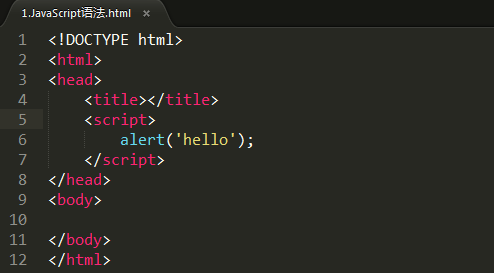 1.JavaScript语法.html ×
1 <!DOCTYPE html>
2 <html>
3 <head>
4     <title></title>
5     <script>
6         alert('hello');
7     </script>
8 </head>
9 <body>
10
11 </body>
12 </html>